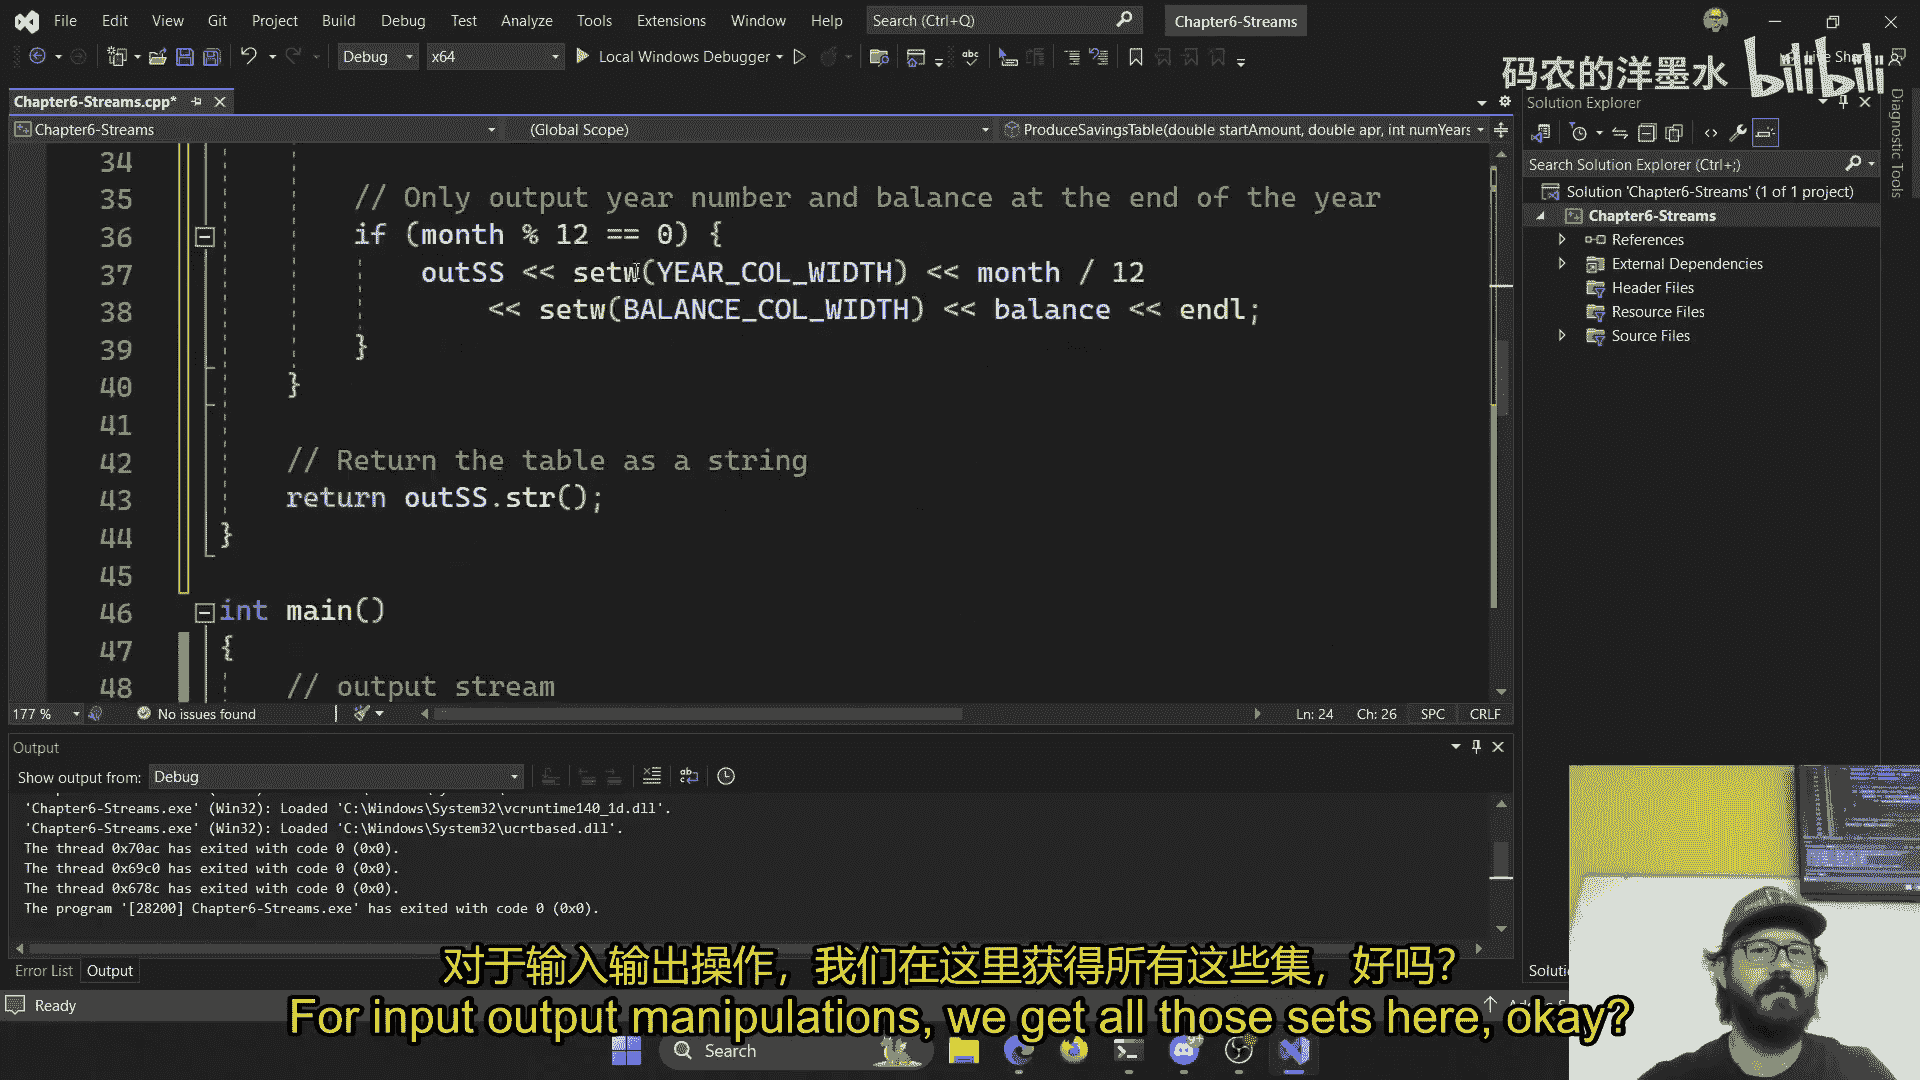 File Edit View Git Project Build Debug Test Analyze Tools Extensions Window Help Search (Ctrl+Q) Chapter6-Streams
Debug x64 Local Windows Debugger
码农的洋墨水 bilibili
Chapter6-Streams.cpp*
Solution Explorer
Chapter6-Streams (Global Scope) ProduceSavingsTable(double startAmount, double apr, int numYears
Search Solution Explorer (Ctrl+;)
Solution 'Chapter6-Streams' (1 of 1 project)
Chapter6-Streams
References
External Dependencies
Header Files
Resource Files
Source Files
Diagnostic Tools
34
35 // Only output year number and balance at the end of the year
36 if (month % 12 == 0) {
37 outSS << setw(YEAR_COL_WIDTH) << month / 12
38 << setw(BALANCE_COL_WIDTH) << balance << endl;
39 }
40 }
41
42 // Return the table as a string
43 return outSS.str();
44 }
45
46 int main()
47 {
48 // output stream
177 % No issues found Ln: 24 Ch: 26 SPC CRLF
Output
Show output from: Debug
'Chapter6-Streams.exe' (Win32): Loaded 'C:\Windows\System32\vcruntime140_1d.dll'.
'Chapter6-Streams.exe' (Win32): Loaded 'C:\Windows\System32\ucrtbased.dll'.
The thread 0x70ac has exited with code 0 (0x0).
The thread 0x69c0 has exited with code 0 (0x0).
The thread 0x678c has exited with code 0 (0x0).
The program '[28200] Chapter6-Streams.exe' has exited with code 0 (0x0).
Error List Output
Ready
对于输入输出操作，我们在这里获得所有这些集，好吗？
For input output manipulations, we get all those sets here, okay?
Search